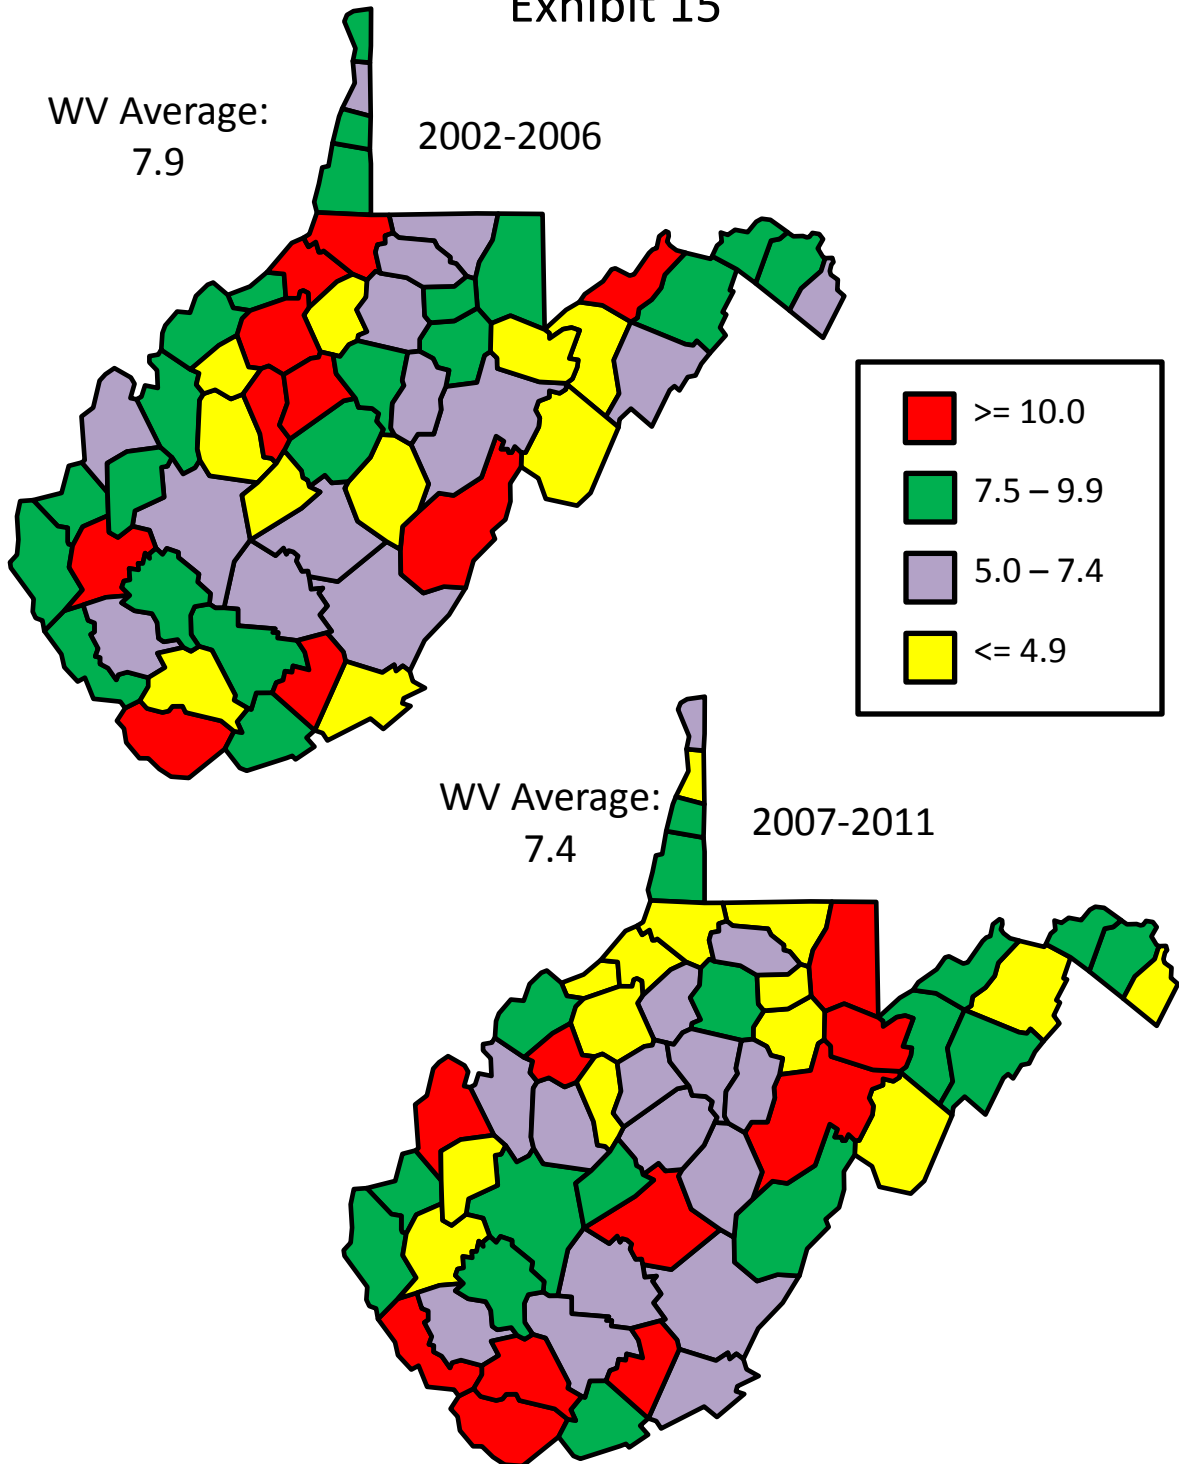 Exhibit 15
WV Average:
7.9
2002-2006
>= 10.0
7.5 – 9.9
5.0 – 7.4
<= 4.9
WV Average:
7.4
2007-2011